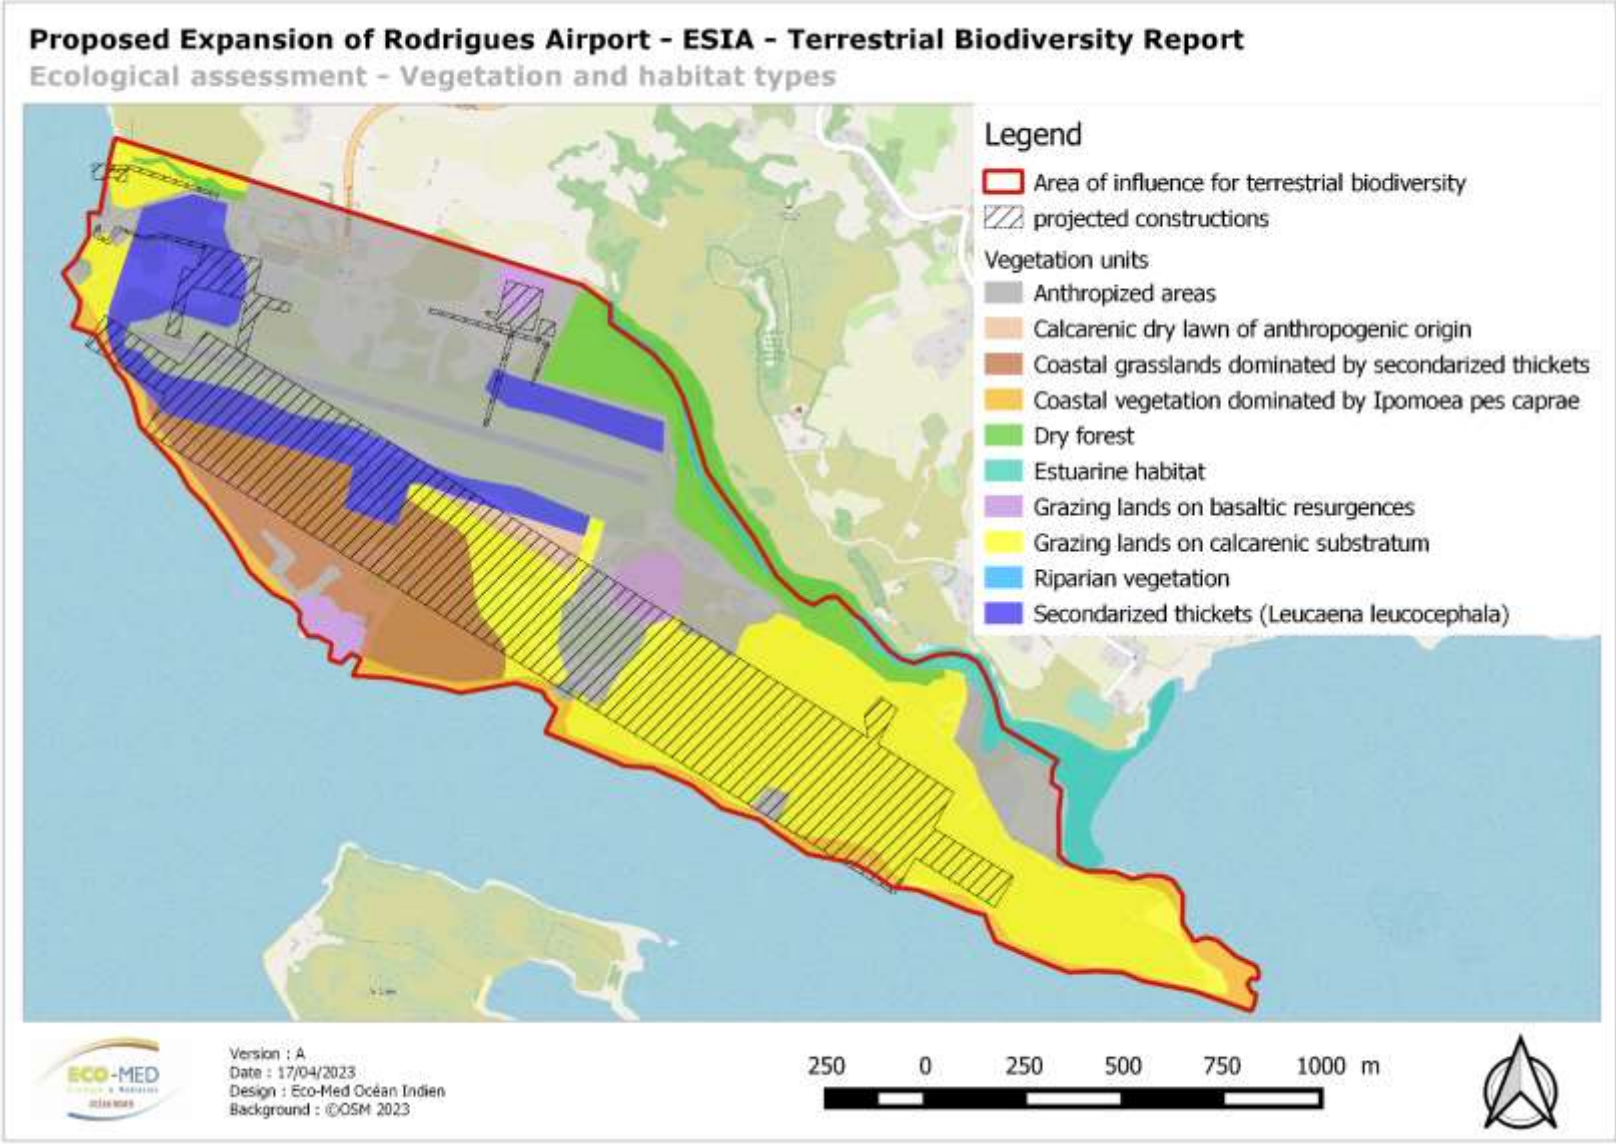 Proposed Expansion of Rodrigues Airport - ESIA - Terrestrial Biodiversity Report
Ecological assessment - Vegetation and habitat types
Legend
Area of influence for terrestrial biodiversity
projected constructions
Vegetation units
Anthropized areas
Calcarenic dry lawn of anthropogenic origin
Coastal grasslands dominated by secondarized thickets
Coastal vegetation dominated by Ipomoea pes caprae
Dry forest
Estuarine habitat
Grazing lands on basaltic resurgences
Grazing lands on calcarenic substratum
Riparian vegetation
Secondarized thickets (Leucaena leucocephala)
ECO-MED
Version : A
Date : 17/04/2023
Design : Eco-Med Océan Indien
Background : ©OSM 2023
250 0 250 500 750 1000 m